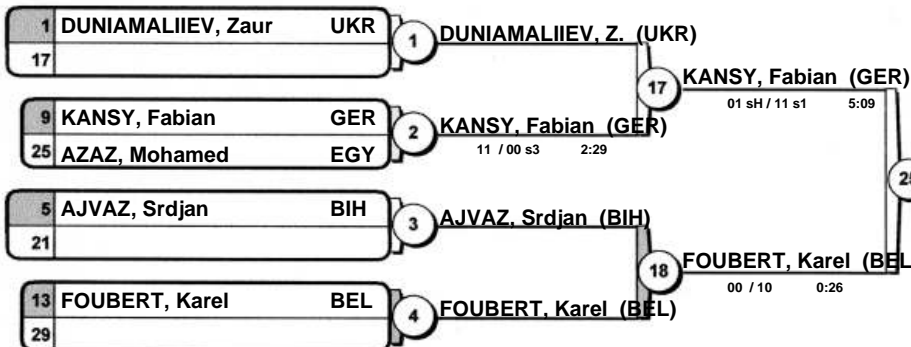 1 DUNIAMALIIEV, Zaur UKR
17
1
DUNIAMALIIEV, Z. (UKR)
9 KANSY, Fabian GER
25 AZAZ, Mohamed EGY
2
KANSY, Fabian (GER)
11 / 00 s3 2:29
17
KANSY, Fabian (GER)
01 sH / 11 s1 5:09
5 AJVAZ, Srdjan BIH
21
3
AJVAZ, Srdjan (BIH)
13 FOUBERT, Karel BEL
29
4
FOUBERT, Karel (BEL)
18
FOUBERT, Karel (BEL
00 / 10 0:26
25